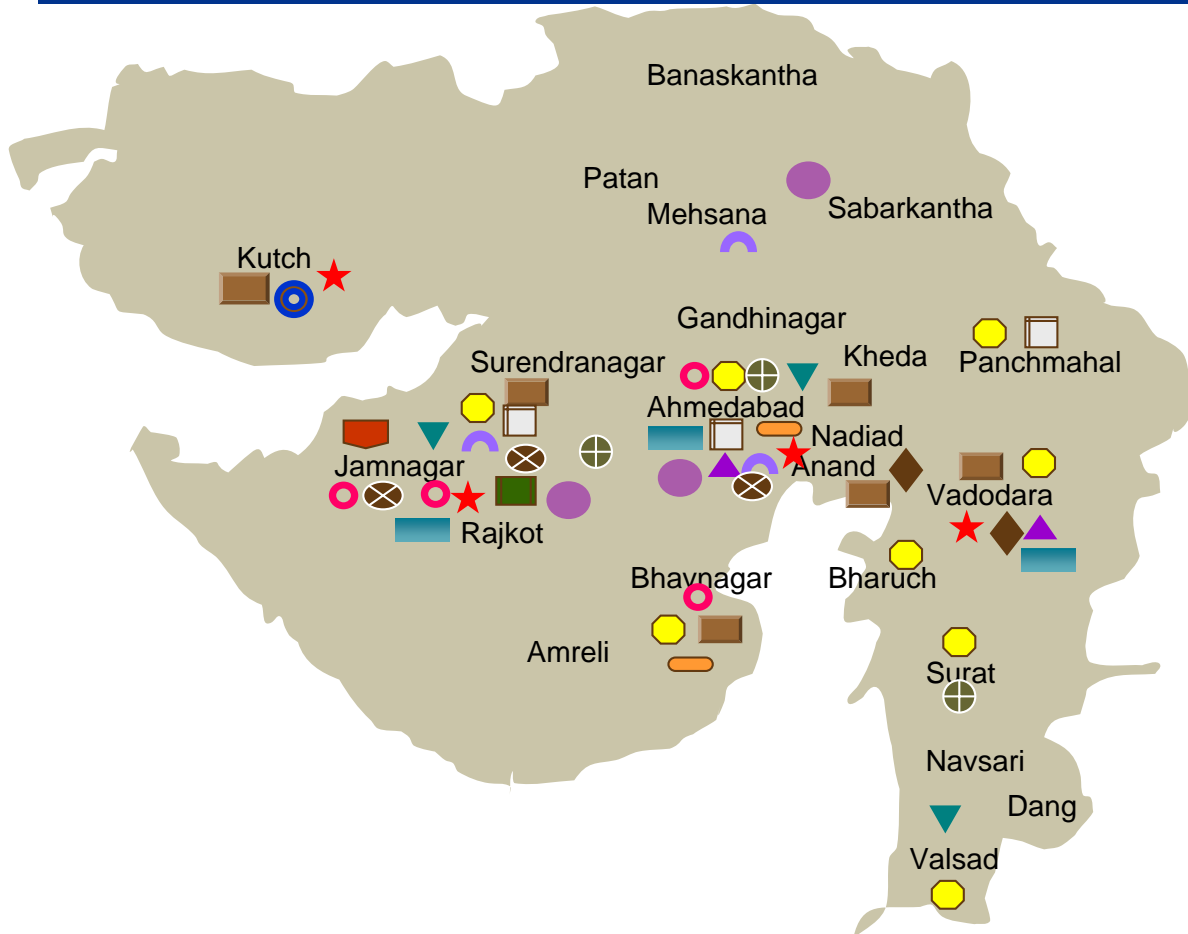 Banaskantha
Patan
Mehsana
Sabarkantha
Kutch
Gandhinagar
Surendranagar
Kheda
Panchmahal
Ahmedabad
Nadiad
Jamnagar
Anand
Vadodara
Rajkot
Bhavnagar
Bharuch
Amreli
Surat
Navsari
Dang
Valsad